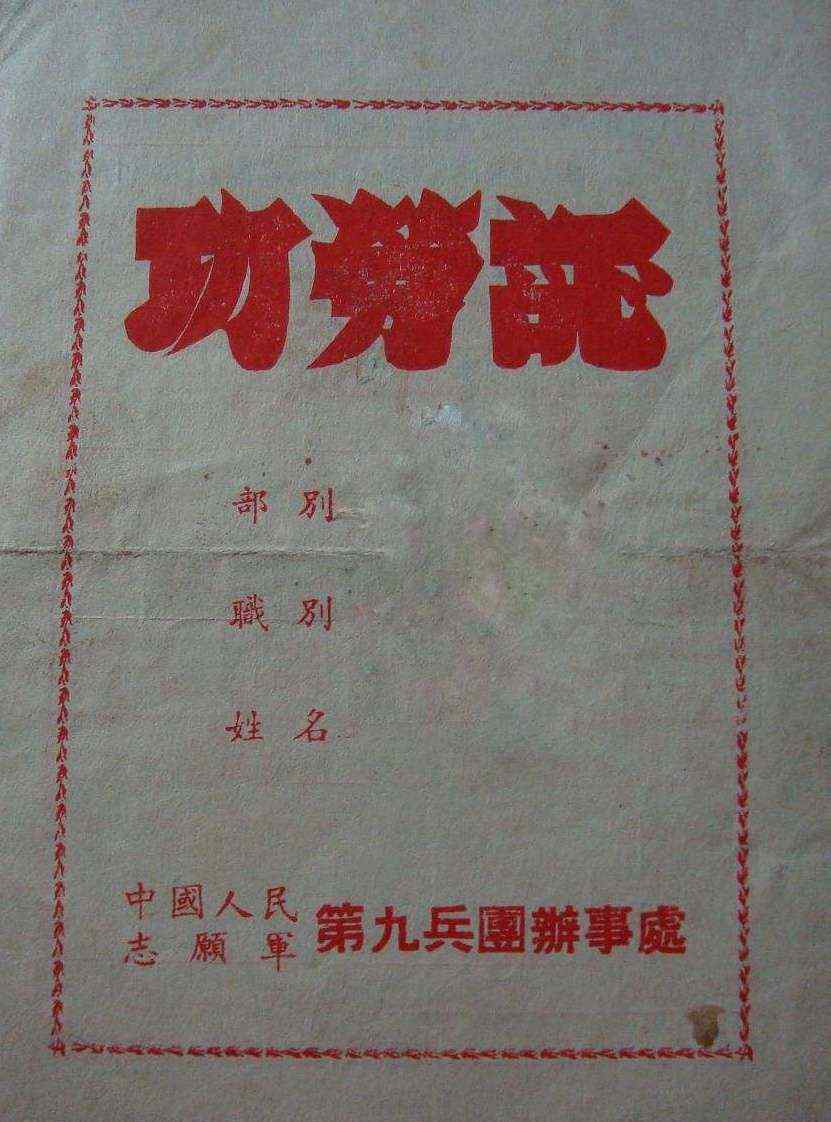 功勞証
部別
職別
姓名
中國人民
志願軍
第九兵團辦事處